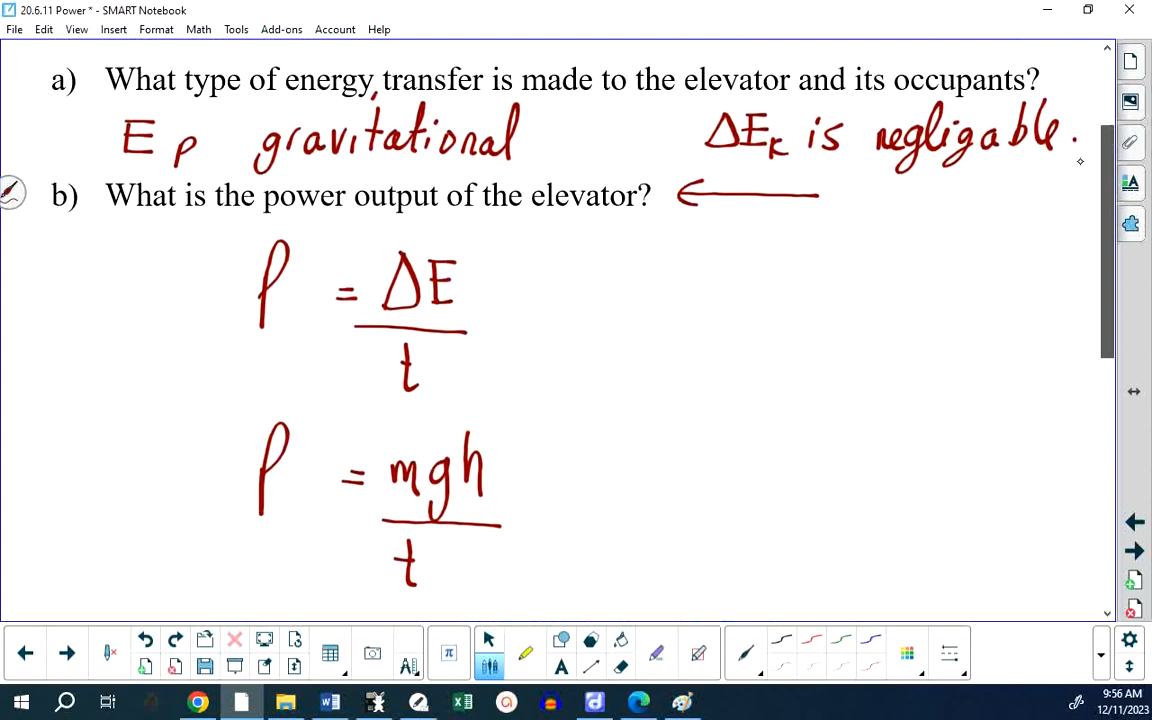 20.6.11 Power * - SMART Notebook
File Edit View Insert Format Math Tools Add-ons Account Help
a) What type of energy transfer is made to the elevator and its occupants?
Ep gravitational ΔEk is negligable.
b) What is the power output of the elevator?
P = ΔE
t
P = mgh
t
9:56 AM
12/11/2023